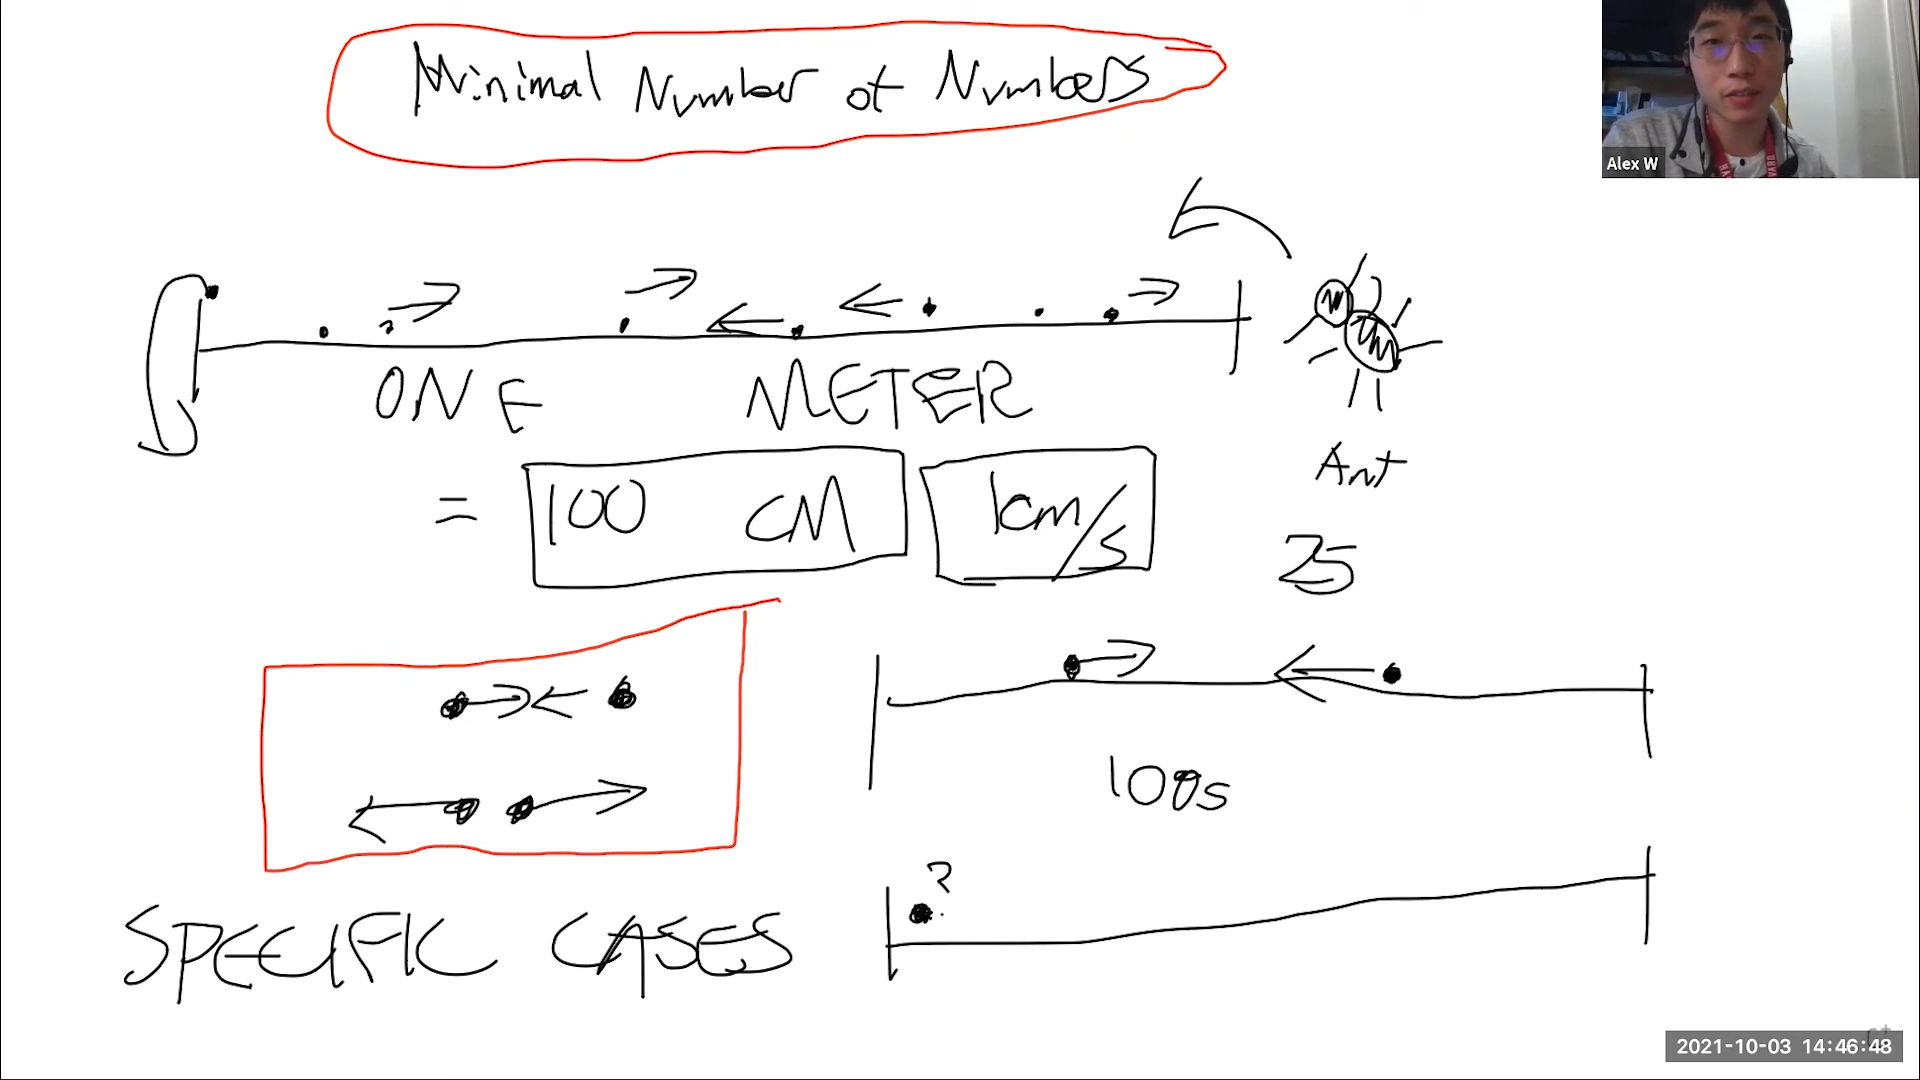 Minimal Number of Numbers
Alex W
ONE METER
= 100 CM 1cm/s
Ant
25
100s
?
SPECIFIC CASES
2021-10-03 14:46:48